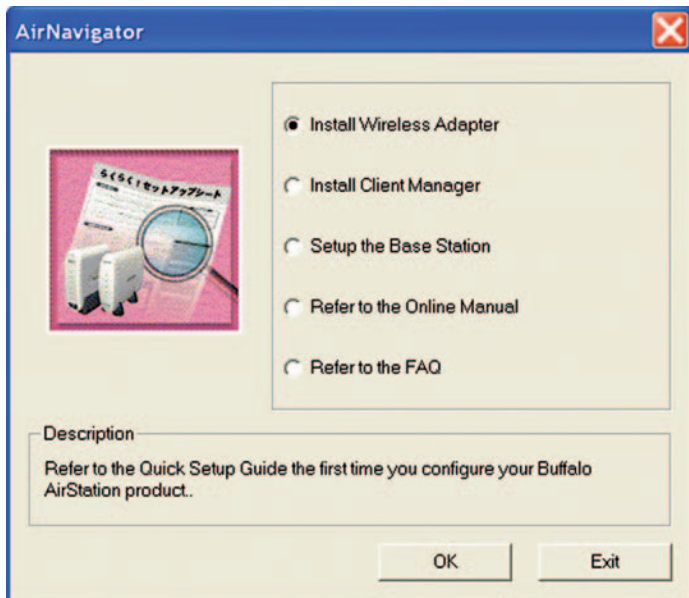 AirNavigator
らくらく！セットアップシート
Install Wireless Adapter
Install Client Manager
Setup the Base Station
Refer to the Online Manual
Refer to the FAQ
Description
Refer to the Quick Setup Guide the first time you configure your Buffalo
AirStation product..
OK
Exit